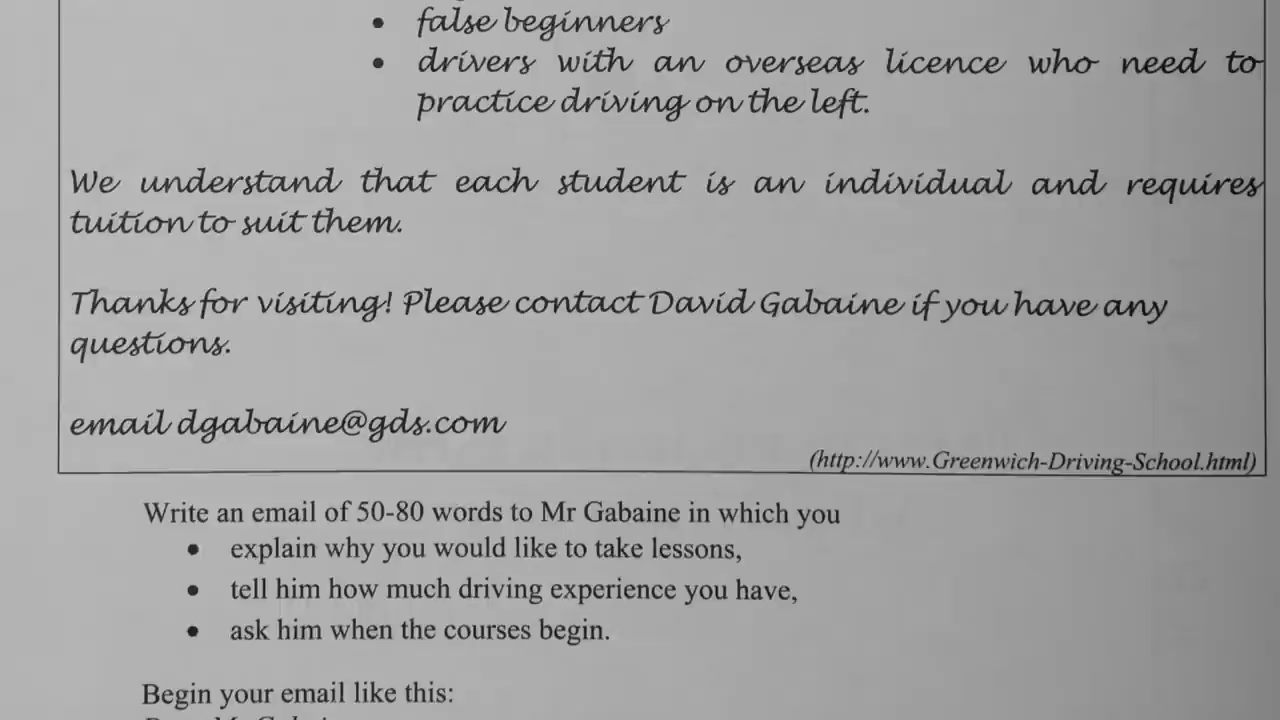 • false beginners
• drivers with an overseas licence who need to
practice driving on the left.
We understand that each student is an individual and requires
tuition to suit them.
Thanks for visiting! Please contact David Gabaine if you have any
questions.
email dgabaine@gds.com
(http://www.Greenwich-Driving-School.html)
Write an email of 50-80 words to Mr Gabaine in which you
• explain why you would like to take lessons,
• tell him how much driving experience you have,
• ask him when the courses begin.
Begin your email like this: